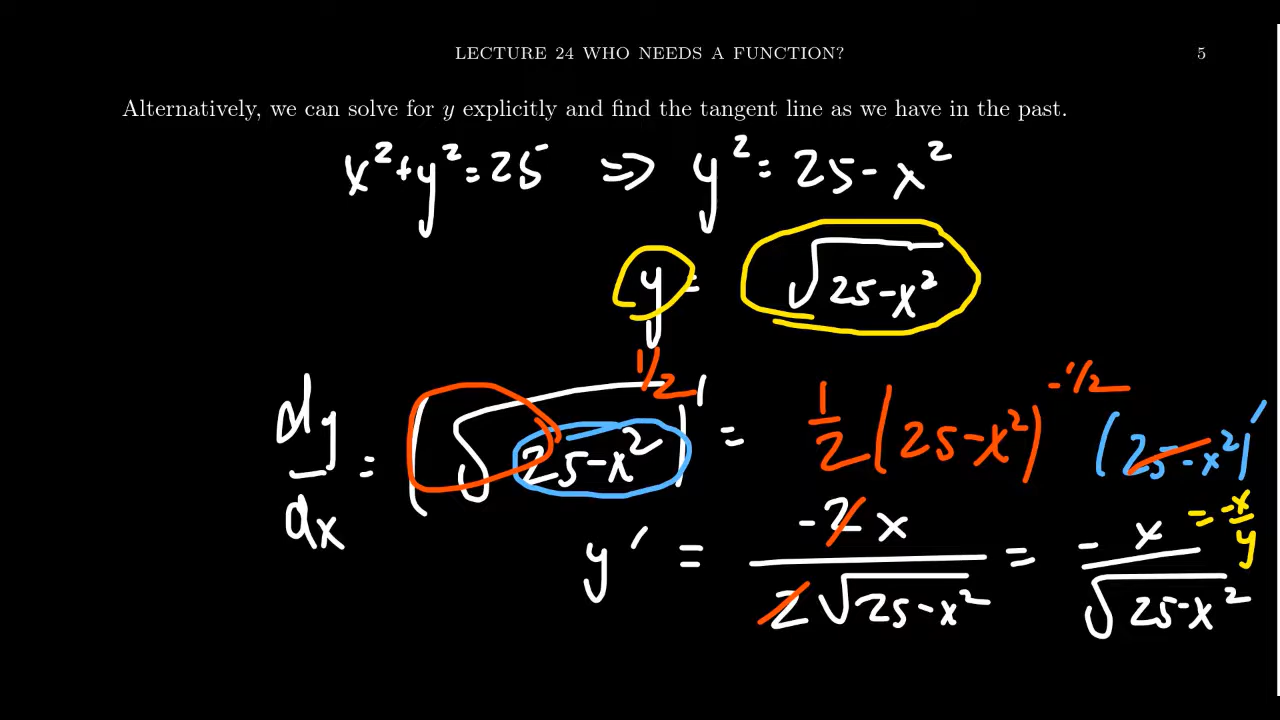 LECTURE 24 WHO NEEDS A FUNCTION? 5
Alternatively, we can solve for y explicitly and find the tangent line as we have in the past.
x² + y² = 25 ⇒ y² = 25 - x²
y = √(25-x²)
dy/dx = (√(25-x²))^1/2 ' = 1/2 (25-x²)^-1/2 (25-x²)'
y' = -2x / 2√(25-x²) = -x / √(25-x²) = -x/y